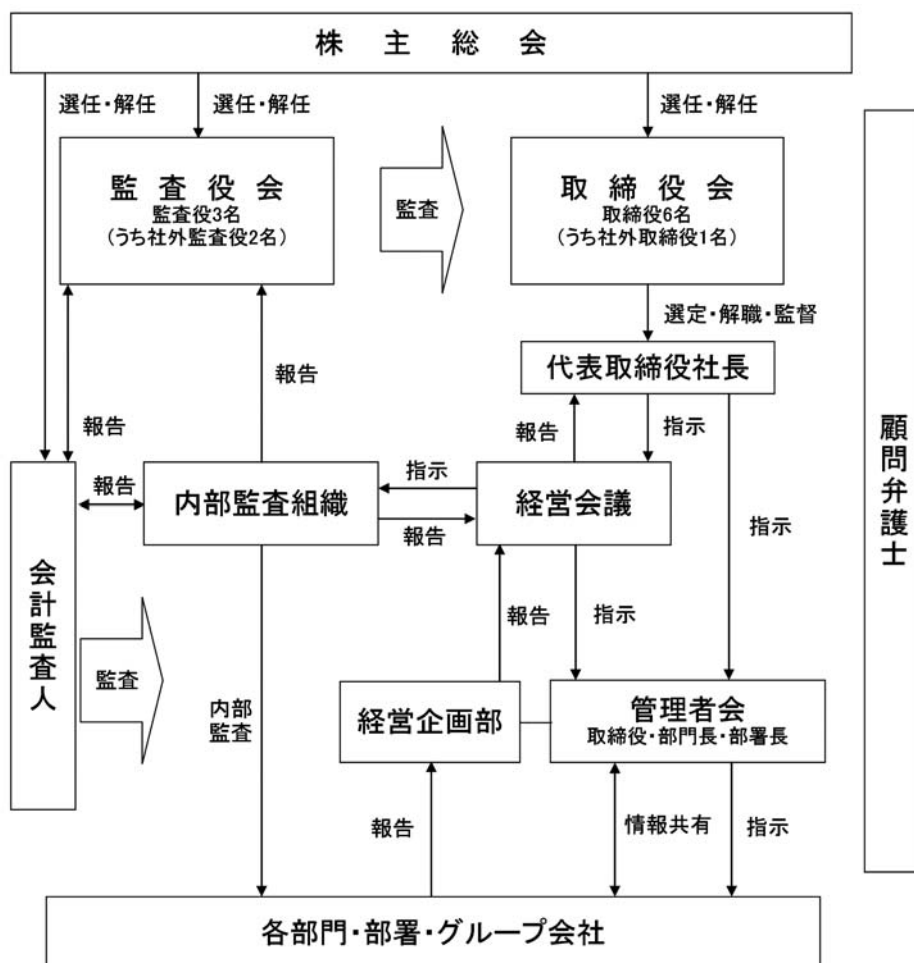 株主総会
選任・解任
選任・解任
選任・解任
監査役会
監査役3名
(うち社外監査役2名)
監査
取締役会
取締役6名
(うち社外取締役1名)
選定・解職・監督
代表取締役社長
報告
報告
報告
指示
報告
内部監査組織
指示
報告
経営会議
指示
顧問弁護士
会計監査人
監査
報告
指示
内部
監査
経営企画部
管理者会
取締役・部門長・部署長
報告
情報共有
指示
各部門・部署・グループ会社